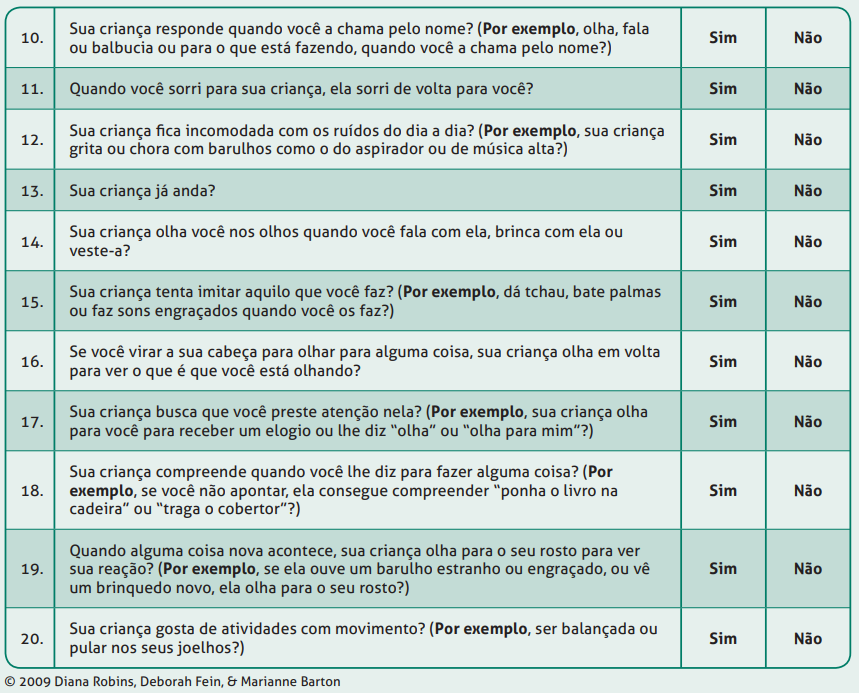 10. Sua criança responde quando você a chama pelo nome? (Por exemplo, olha, fala Sim Não
ou balbucia ou para o que está fazendo, quando você a chama pelo nome?)
11. Quando você sorri para sua criança, ela sorri de volta para você? Sim Não
12. Sua criança fica incomodada com os ruídos do dia a dia? (Por exemplo, sua criança Sim Não
grita ou chora com barulhos como o do aspirador ou de música alta?)
13. Sua criança já anda? Sim Não
14. Sua criança olha você nos olhos quando você fala com ela, brinca com ela ou Sim Não
veste-a?
15. Sua criança tenta imitar aquilo que você faz? (Por exemplo, dá tchau, bate palmas Sim Não
ou faz sons engraçados quando você os faz?)
16. Se você virar a sua cabeça para olhar para alguma coisa, sua criança olha em volta Sim Não
para ver o que é que você está olhando?
17. Sua criança busca que você preste atenção nela? (Por exemplo, sua criança olha Sim Não
para você para receber um elogio ou lhe diz “olha” ou “olha para mim”?)
18. Sua criança compreende quando você lhe diz para fazer alguma coisa? (Por Sim Não
exemplo, se você não apontar, ela consegue compreender “ponha o livro na
cadeira” ou “traga o cobertor”?)
19. Quando alguma coisa nova acontece, sua criança olha para o seu rosto para ver Sim Não
sua reação? (Por exemplo, se ela ouve um barulho estranho ou engraçado, ou vê
um brinquedo novo, ela olha para o seu rosto?)
20. Sua criança gosta de atividades com movimento? (Por exemplo, ser balançada ou Sim Não
pular nos seus joelhos?)
© 2009 Diana Robins, Deborah Fein, & Marianne Barton